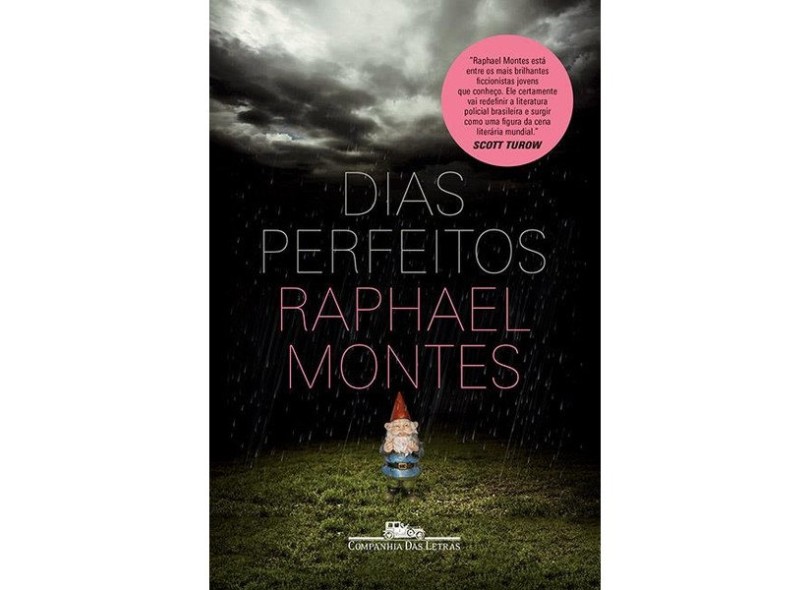 "Raphael Montes está
entre os mais brilhantes
ficcionistas jovens
que conheço. Ele certamente
vai redefinir a literatura
policial brasileira e surgir
como uma figura da cena
literária mundial."
SCOTT TUROW
DIAS
PERFEITOS
RAPHAEL
MONTES
COMPANHIA DAS LETRAS